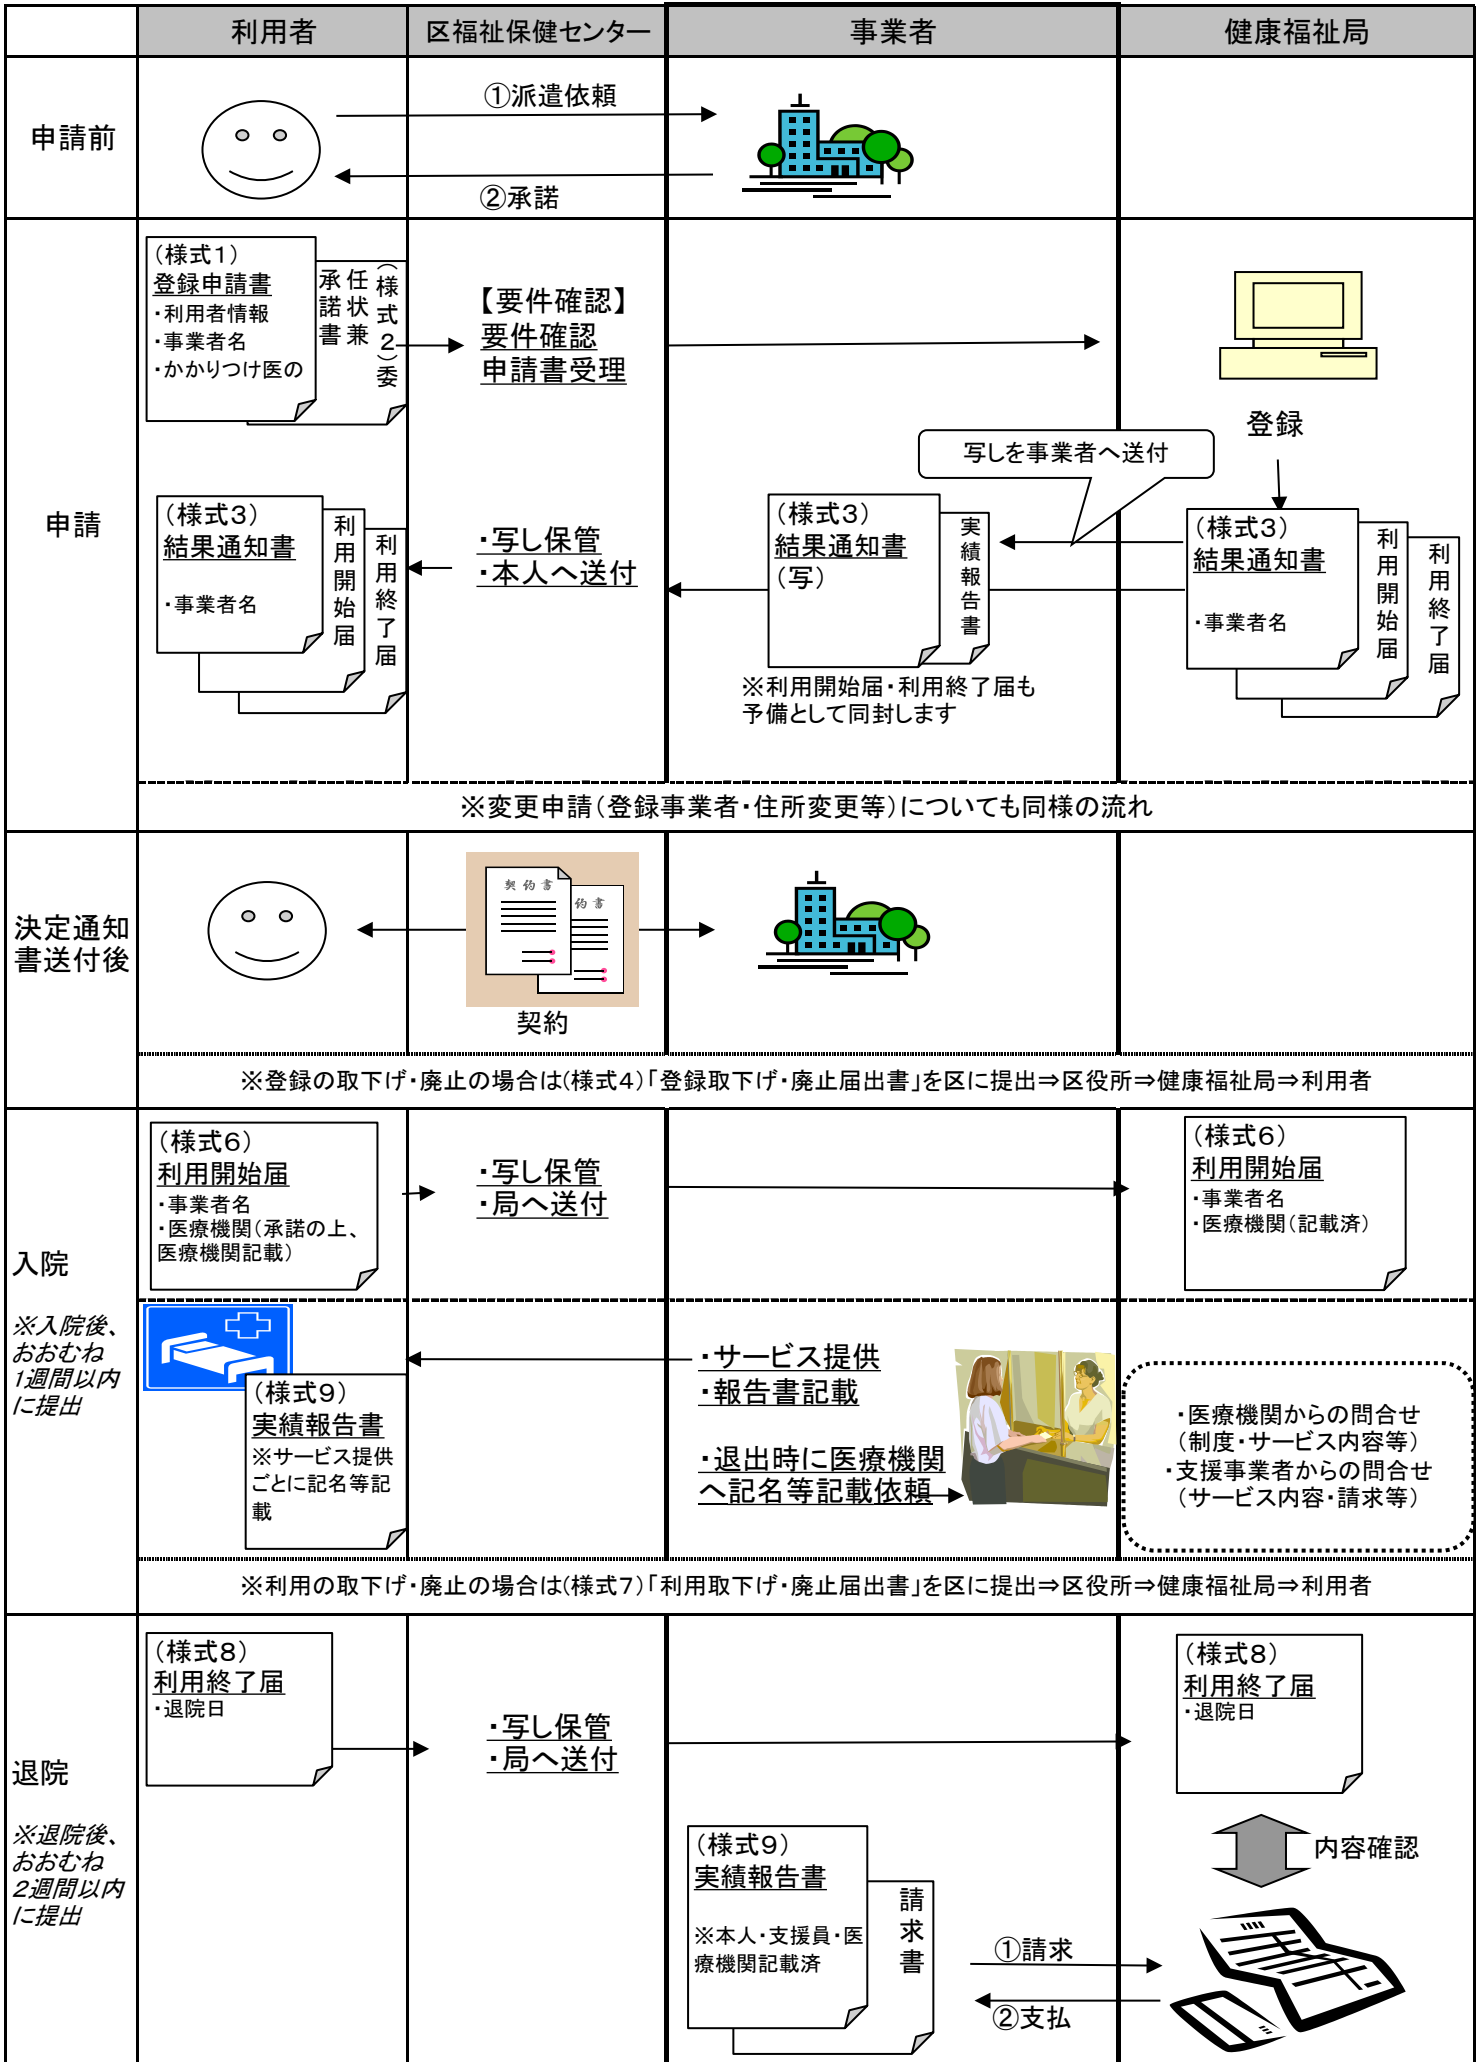 利用者
区福祉保健センター
事業者
健康福祉局
申請前
①派遣依頼
②承諾
申請
（様式１）
登録申請書
・利用者情報
・事業者名
・かかりつけ医の
（様式２）委
任状兼
承諾書
【要件確認】
要件確認
申請書受理
登録
写しを事業者へ送付
（様式３）
結果通知書
・事業者名
利用開始届
利用終了届
・写し保管
・本人へ送付
（様式３）
結果通知書
（写）
実績報告書
※利用開始届・利用終了届も
予備として同封します
（様式３）
結果通知書
・事業者名
利用開始届
利用終了届
※変更申請（登録事業者・住所変更等）についても同様の流れ
決定通知
書送付後
契約書
約書
契約
※登録の取下げ・廃止の場合は(様式４)「登録取下げ・廃止届出書」を区に提出⇒区役所⇒健康福祉局⇒利用者
入院
※入院後、
おおむね
1週間以内
に提出
（様式６）
利用開始届
・事業者名
・医療機関（承諾の上、
医療機関記載）
・写し保管
・局へ送付
（様式６）
利用開始届
・事業者名
・医療機関（記載済）
（様式９）
実績報告書
※サービス提供
ごとに記名等記
載
・サービス提供
・報告書記載
・退出時に医療機関
へ記名等記載依頼
・医療機関からの問合せ
（制度・サービス内容等）
・支援事業者からの問合せ
（サービス内容・請求等）
※利用の取下げ・廃止の場合は(様式７)「利用取下げ・廃止届出書」を区に提出⇒区役所⇒健康福祉局⇒利用者
退院
※退院後、
おおむね
２週間以内
に提出
（様式８）
利用終了届
・退院日
・写し保管
・局へ送付
（様式８）
利用終了届
・退院日
内容確認
（様式９）
実績報告書
※本人・支援員・医
療機関記載済
請求書
①請求
②支払